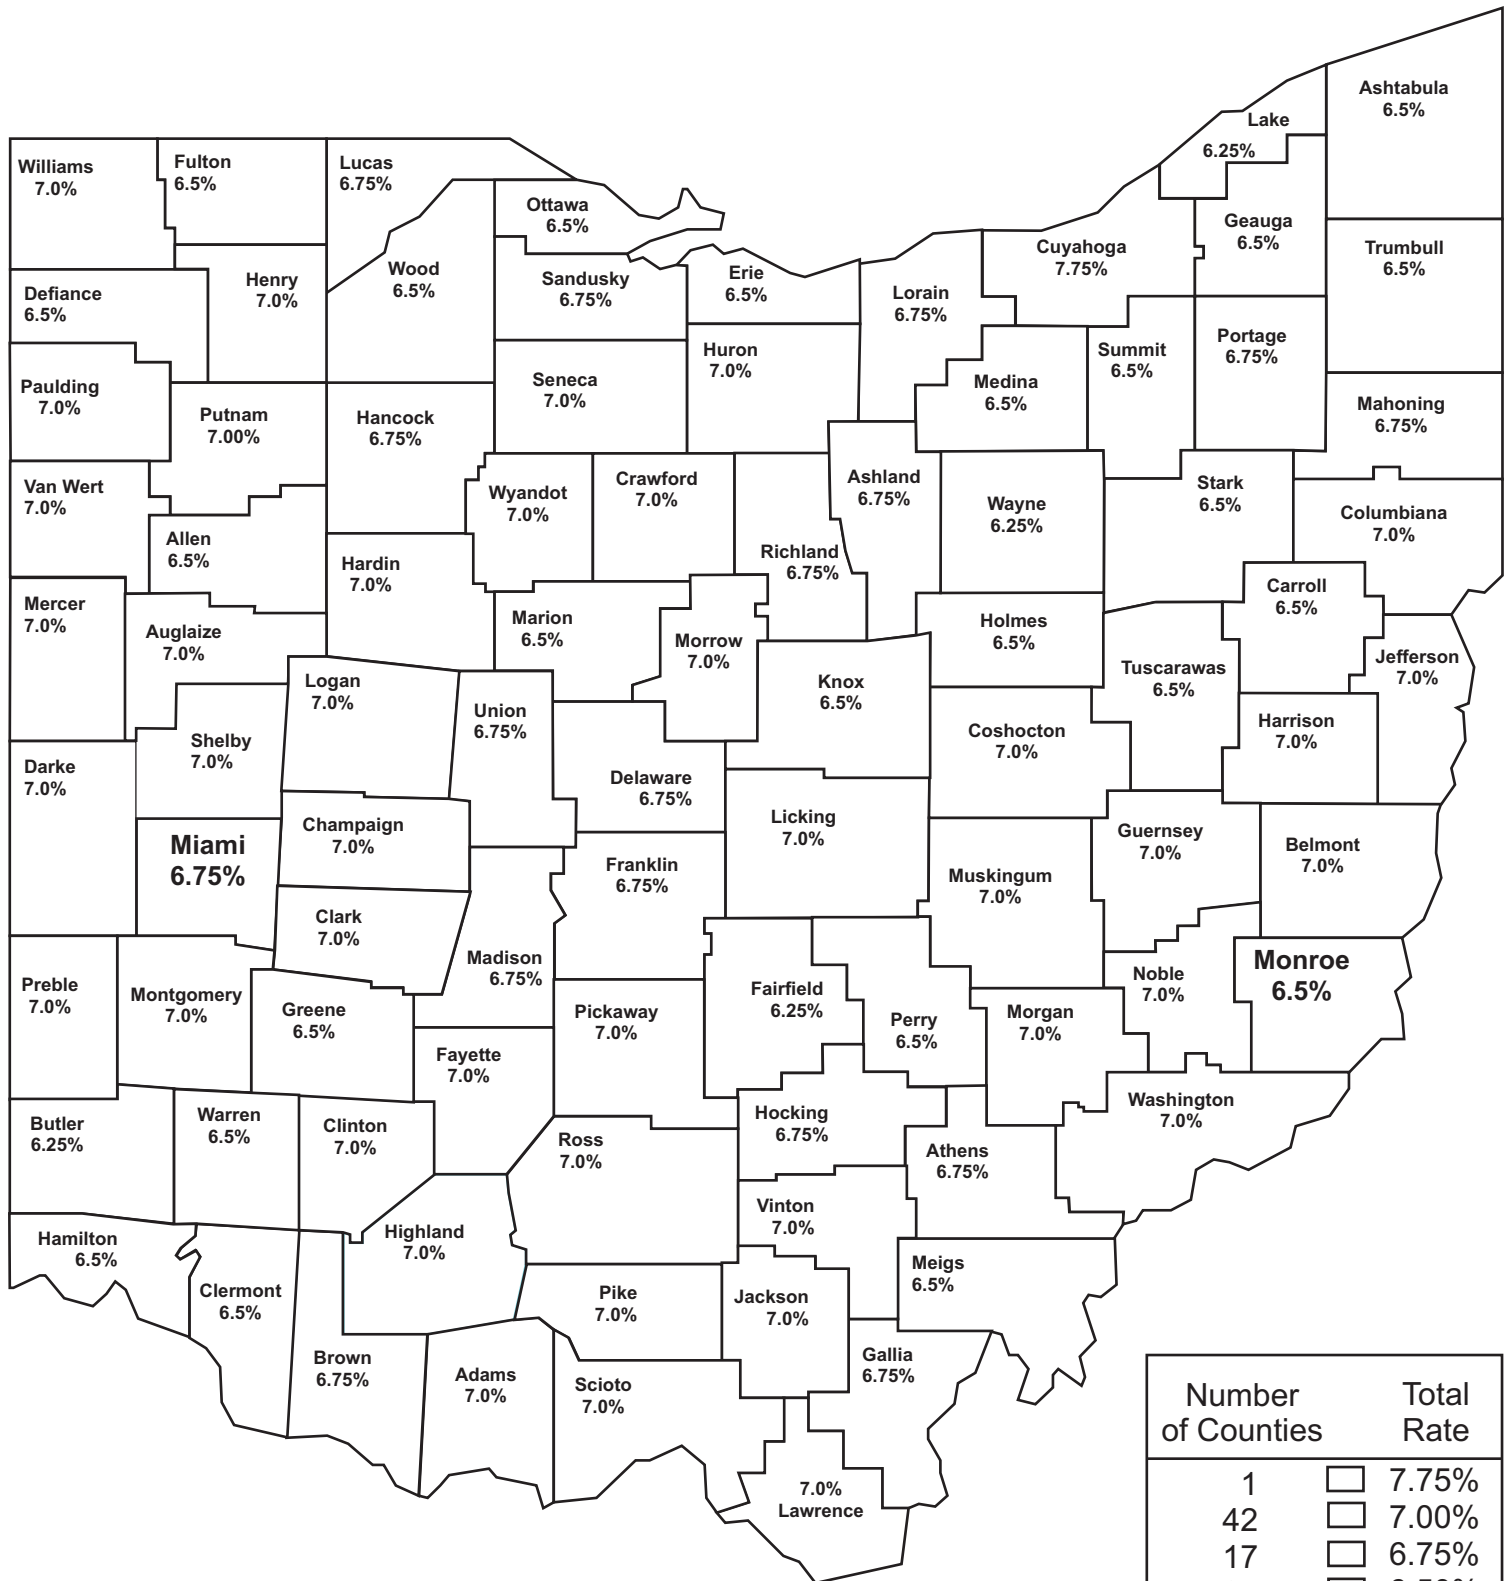 Ashtabula
6.5%
Lake
6.25%
Williams
7.0%
Fulton
6.5%
Lucas
6.75%
Ottawa
6.5%
Geauga
6.5%
Cuyahoga
7.75%
Trumbull
6.5%
Wood
6.5%
Henry
7.0%
Sandusky
6.75%
Erie
6.5%
Lorain
6.75%
Defiance
6.5%
Huron
7.0%
Summit
6.5%
Portage
6.75%
Paulding
7.0%
Seneca
7.0%
Medina
6.5%
Mahoning
6.75%
Putnam
7.00%
Hancock
6.75%
Van Wert
7.0%
Wyandot
7.0%
Crawford
7.0%
Ashland
6.75%
Wayne
6.25%
Stark
6.5%
Columbiana
7.0%
Allen
6.5%
Hardin
7.0%
Richland
6.75%
Mercer
7.0%
Auglaize
7.0%
Marion
6.5%
Morrow
7.0%
Holmes
6.5%
Carroll
6.5%
Jefferson
7.0%
Tuscarawas
6.5%
Logan
7.0%
Knox
6.5%
Union
6.75%
Coshocton
7.0%
Harrison
7.0%
Shelby
7.0%
Darke
7.0%
Delaware
6.75%
Champaign
7.0%
Licking
7.0%
Guernsey
7.0%
Belmont
7.0%
Miami
6.75%
Franklin
6.75%
Muskingum
7.0%
Clark
7.0%
Madison
6.75%
Monroe
6.5%
Noble
7.0%
Preble
7.0%
Montgomery
7.0%
Greene
6.5%
Pickaway
7.0%
Fairfield
6.25%
Perry
6.5%
Morgan
7.0%
Fayette
7.0%
Washington
7.0%
Butler
6.25%
Warren
6.5%
Clinton
7.0%
Ross
7.0%
Hocking
6.75%
Athens
6.75%
Vinton
7.0%
Hamilton
6.5%
Highland
7.0%
Meigs
6.5%
Clermont
6.5%
Pike
7.0%
Jackson
7.0%
Brown
6.75%
Adams
7.0%
Scioto
7.0%
Gallia
6.75%
7.0%
Lawrence
Number Total
of Counties Rate
1 7.75%
42 7.00%
17 6.75%